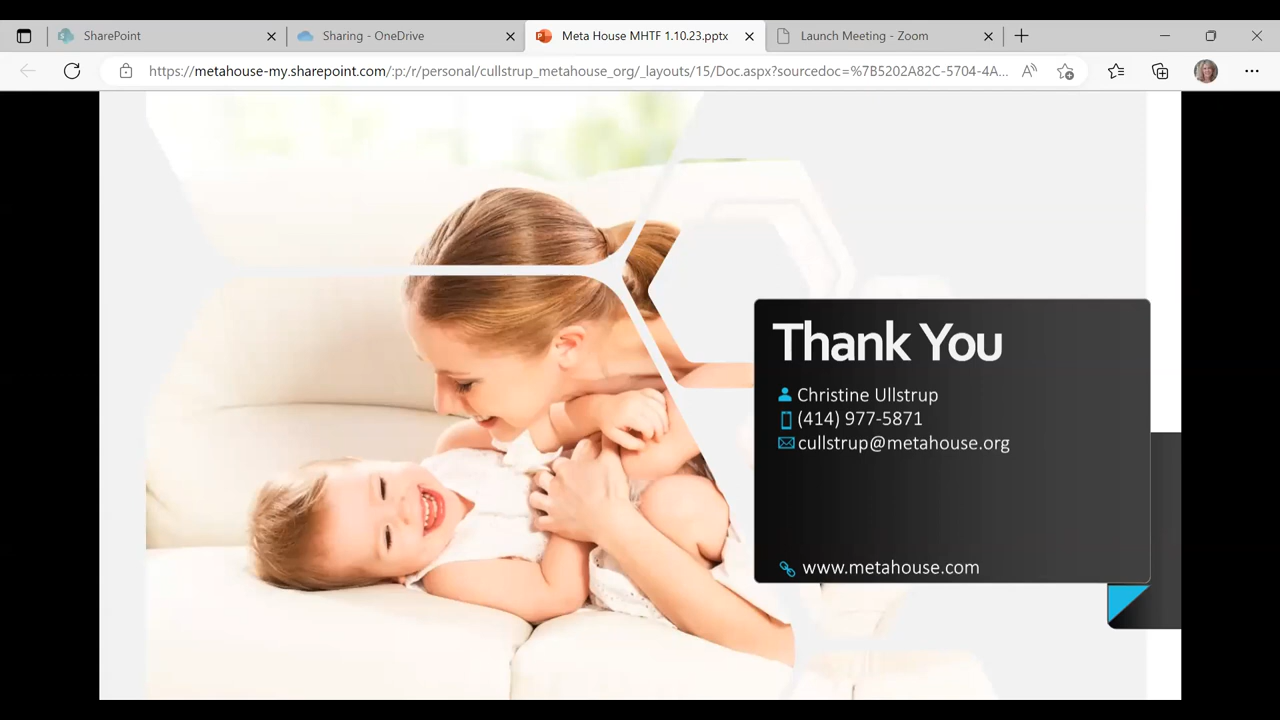 SharePoint
Sharing - OneDrive
Meta House MHTF 1.10.23.pptx
Launch Meeting - Zoom
https://metahouse-my.sharepoint.com/:p:/r/personal/cullstrup_metahouse_org/_layouts/15/Doc.aspx?sourcedoc=%7B5202A82C-5704-4A...
Thank You
Christine Ullstrup
(414) 977-5871
cullstrup@metahouse.org
www.metahouse.com